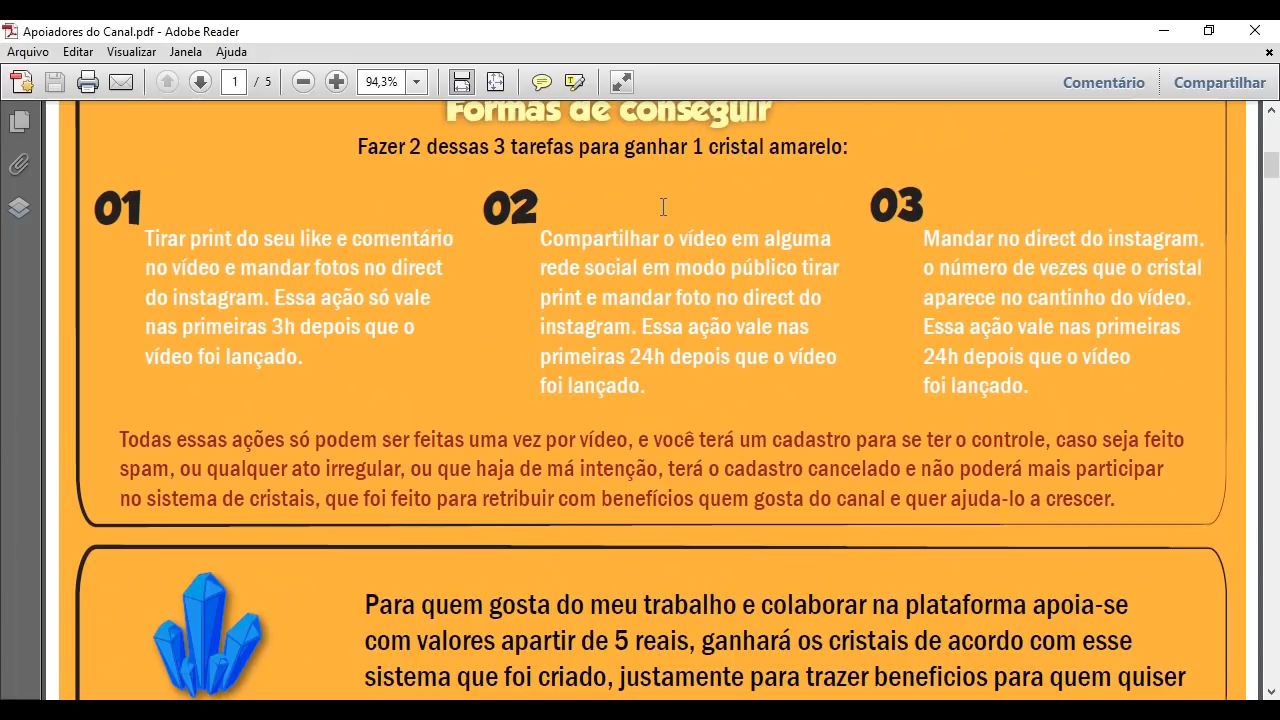 Apoiadores do Canal.pdf - Adobe Reader
Arquivo Editar Visualizar Janela Ajuda
1 / 5 94,3% Comentário Compartilhar
Formas de conseguir
Fazer 2 dessas 3 tarefas para ganhar 1 cristal amarelo:
01
Tirar print do seu like e comentário
no vídeo e mandar fotos no direct
do instagram. Essa ação só vale
nas primeiras 3h depois que o
vídeo foi lançado.
02
Compartilhar o vídeo em alguma
rede social em modo público tirar
print e mandar foto no direct do
instagram. Essa ação vale nas
primeiras 24h depois que o vídeo
foi lançado.
03
Mandar no direct do instagram.
o número de vezes que o cristal
aparece no cantinho do vídeo.
Essa ação vale nas primeiras
24h depois que o vídeo
foi lançado.
Todas essas ações só podem ser feitas uma vez por vídeo, e você terá um cadastro para se ter o controle, caso seja feito
spam, ou qualquer ato irregular, ou que haja de má intenção, terá o cadastro cancelado e não poderá mais participar
no sistema de cristais, que foi feito para retribuir com benefícios quem gosta do canal e quer ajuda-lo a crescer.
Para quem gosta do meu trabalho e colaborar na plataforma apoia-se
com valores apartir de 5 reais, ganhará os cristais de acordo com esse
sistema que foi criado, justamente para trazer beneficios para quem quiser